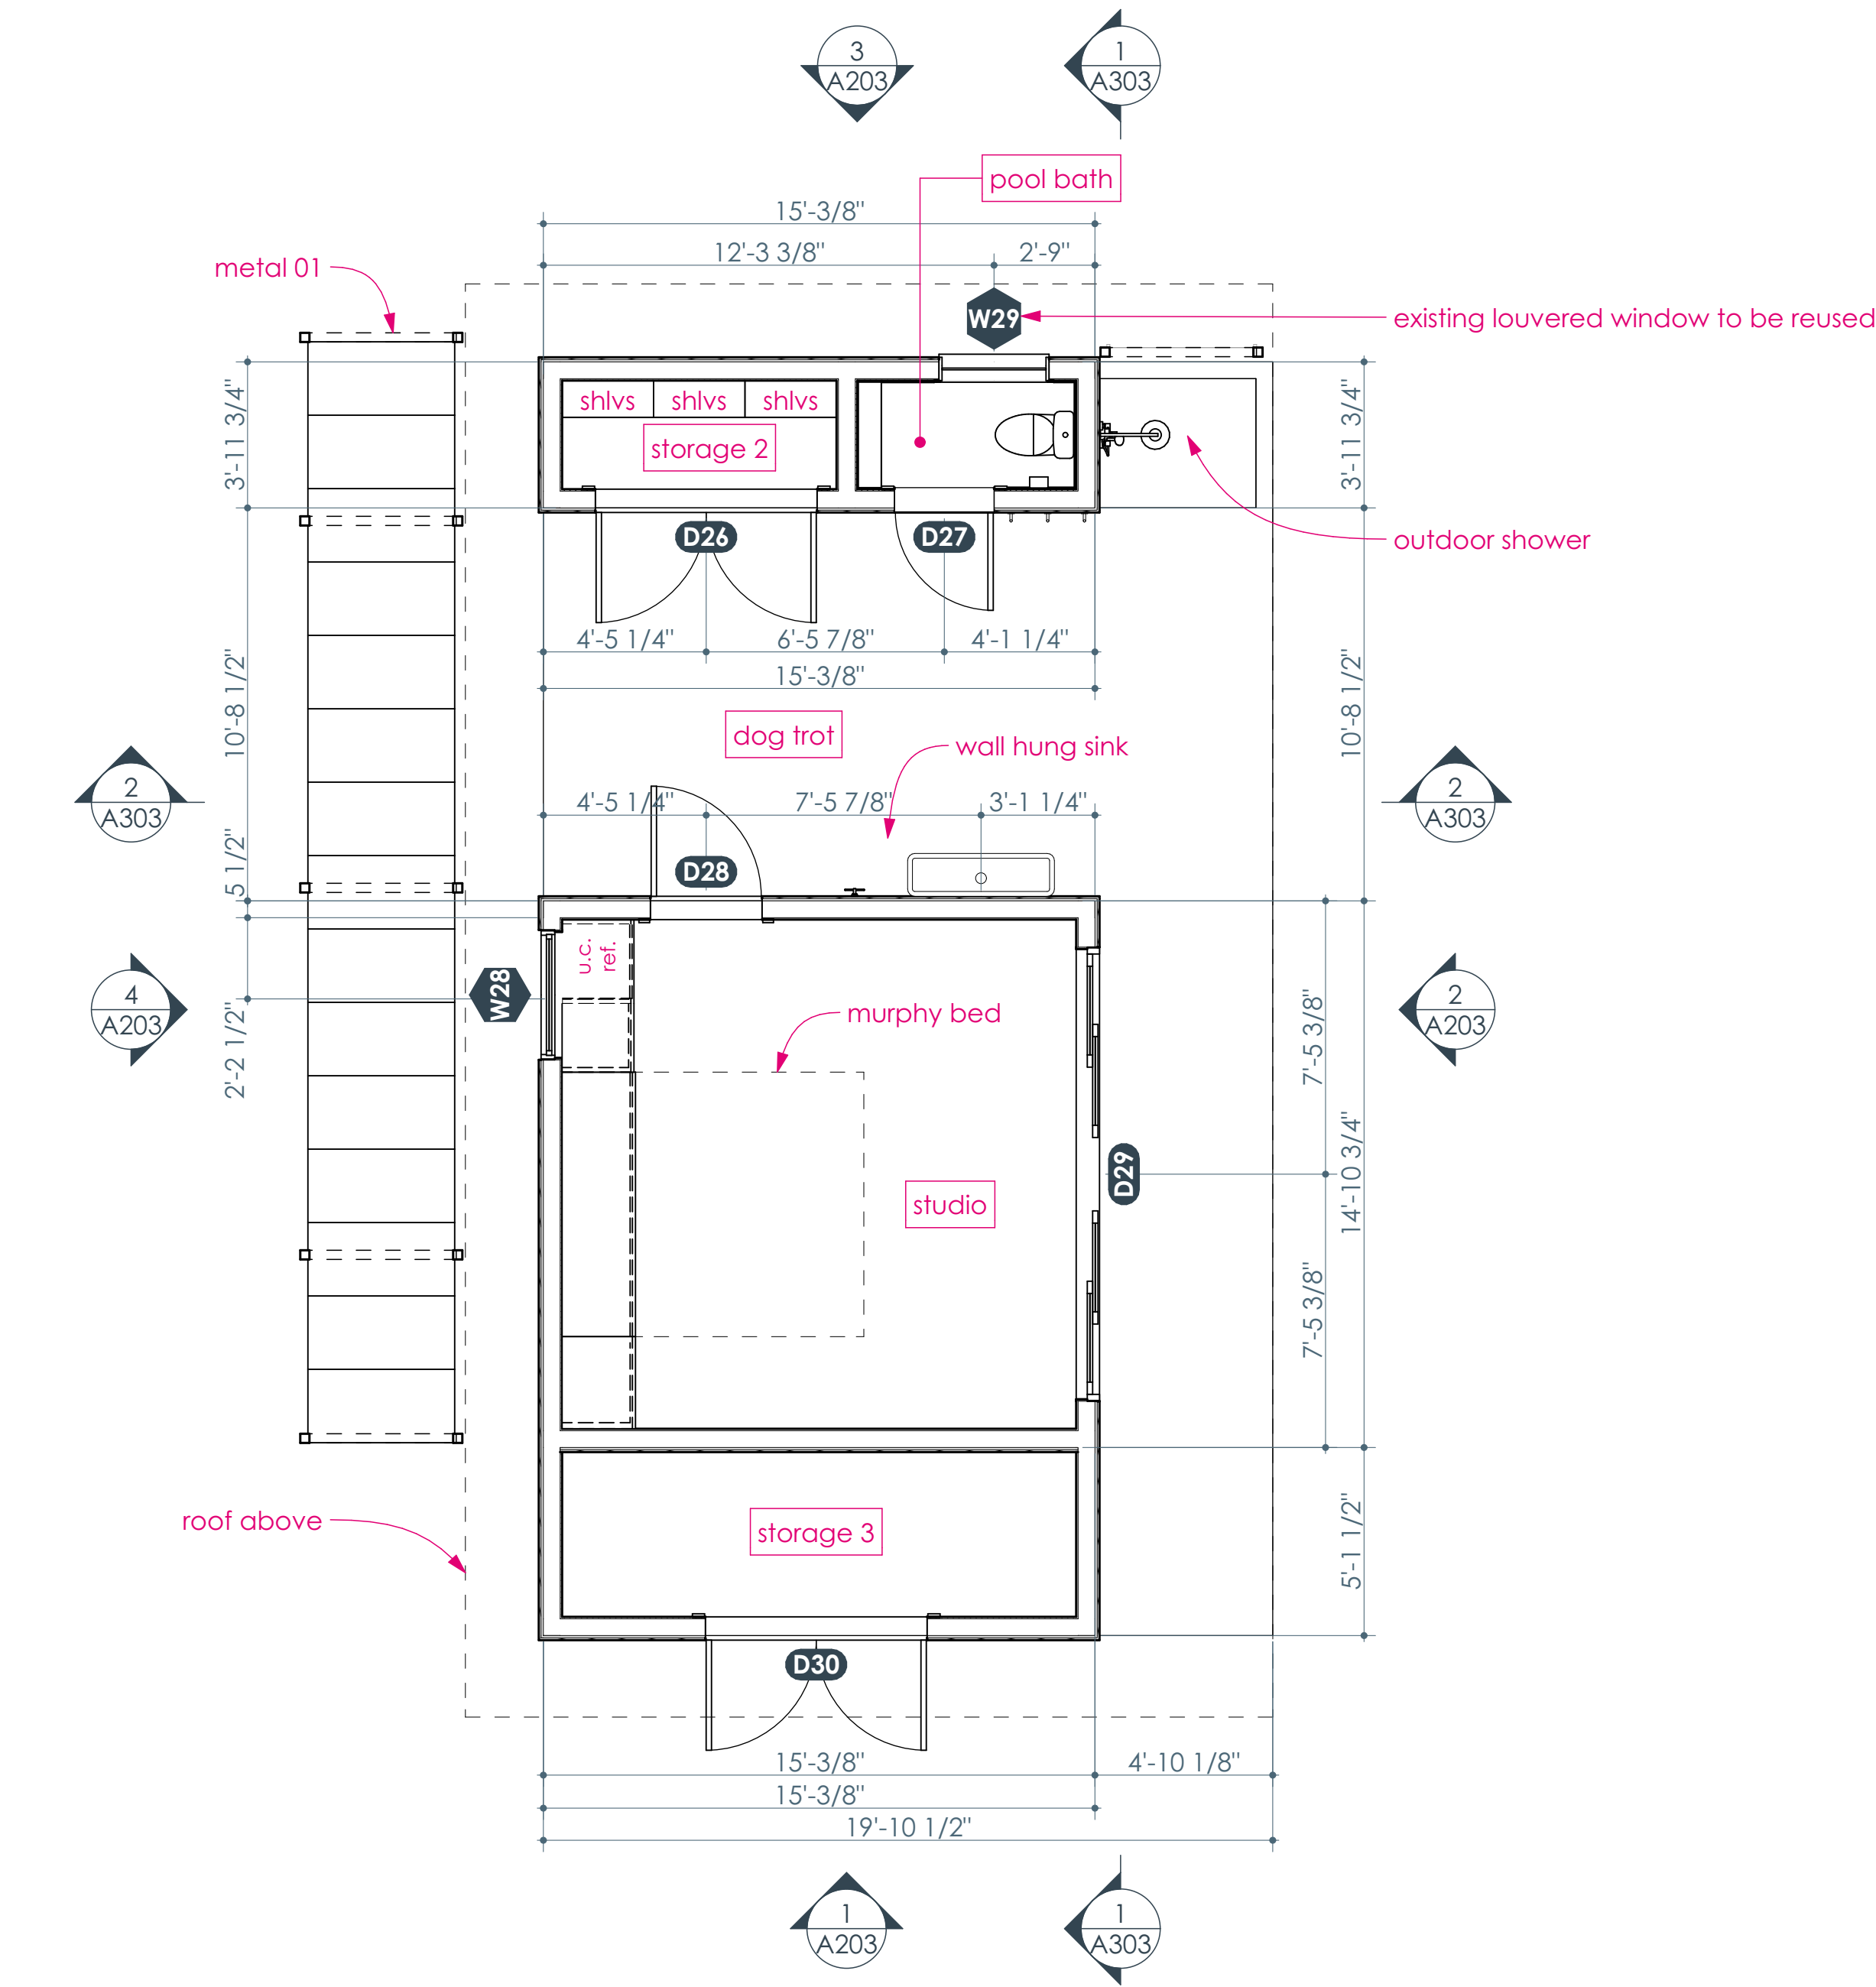 3
A203
1
A303
pool bath
15'-3/8"
12'-3 3/8"
2'-9"
metal 01
W29
existing louvered window to be reused
3'-11 3/4"
shlvs
shlvs
shlvs
storage 2
3'-11 3/4"
D26
D27
outdoor shower
4'-5 1/4"
6'-5 7/8"
4'-1 1/4"
15'-3/8"
10'-8 1/2"
10'-8 1/2"
dog trot
wall hung sink
2
A303
2
A303
4'-5 1/4"
7'-5 7/8"
3'-1 1/4"
5 1/2"
D28
u.c.
ref.
4
A203
W28
2
A203
murphy bed
2'-2 1/2"
7'-5 3/8"
D29
14'-10 3/4"
studio
7'-5 3/8"
roof above
storage 3
5'-1 1/2"
D30
15'-3/8"
4'-10 1/8"
15'-3/8"
19'-10 1/2"
1
A203
1
A303